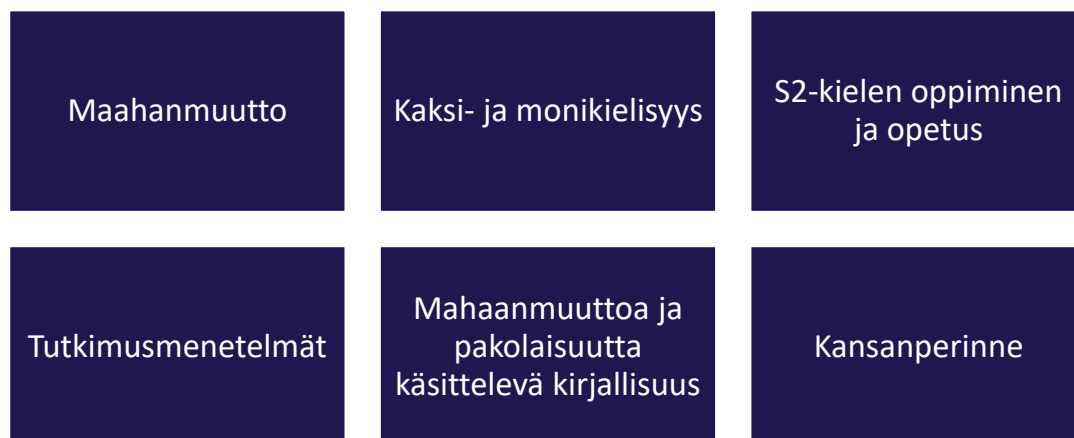 Maahanmuutto
Kaksi- ja monikielisyys
S2-kielen oppiminen
ja opetus
Tutkimusmenetelmät
Mahaanmuuttoa ja
pakolaisuutta
käsittelevä kirjallisuus
Kansanperinne